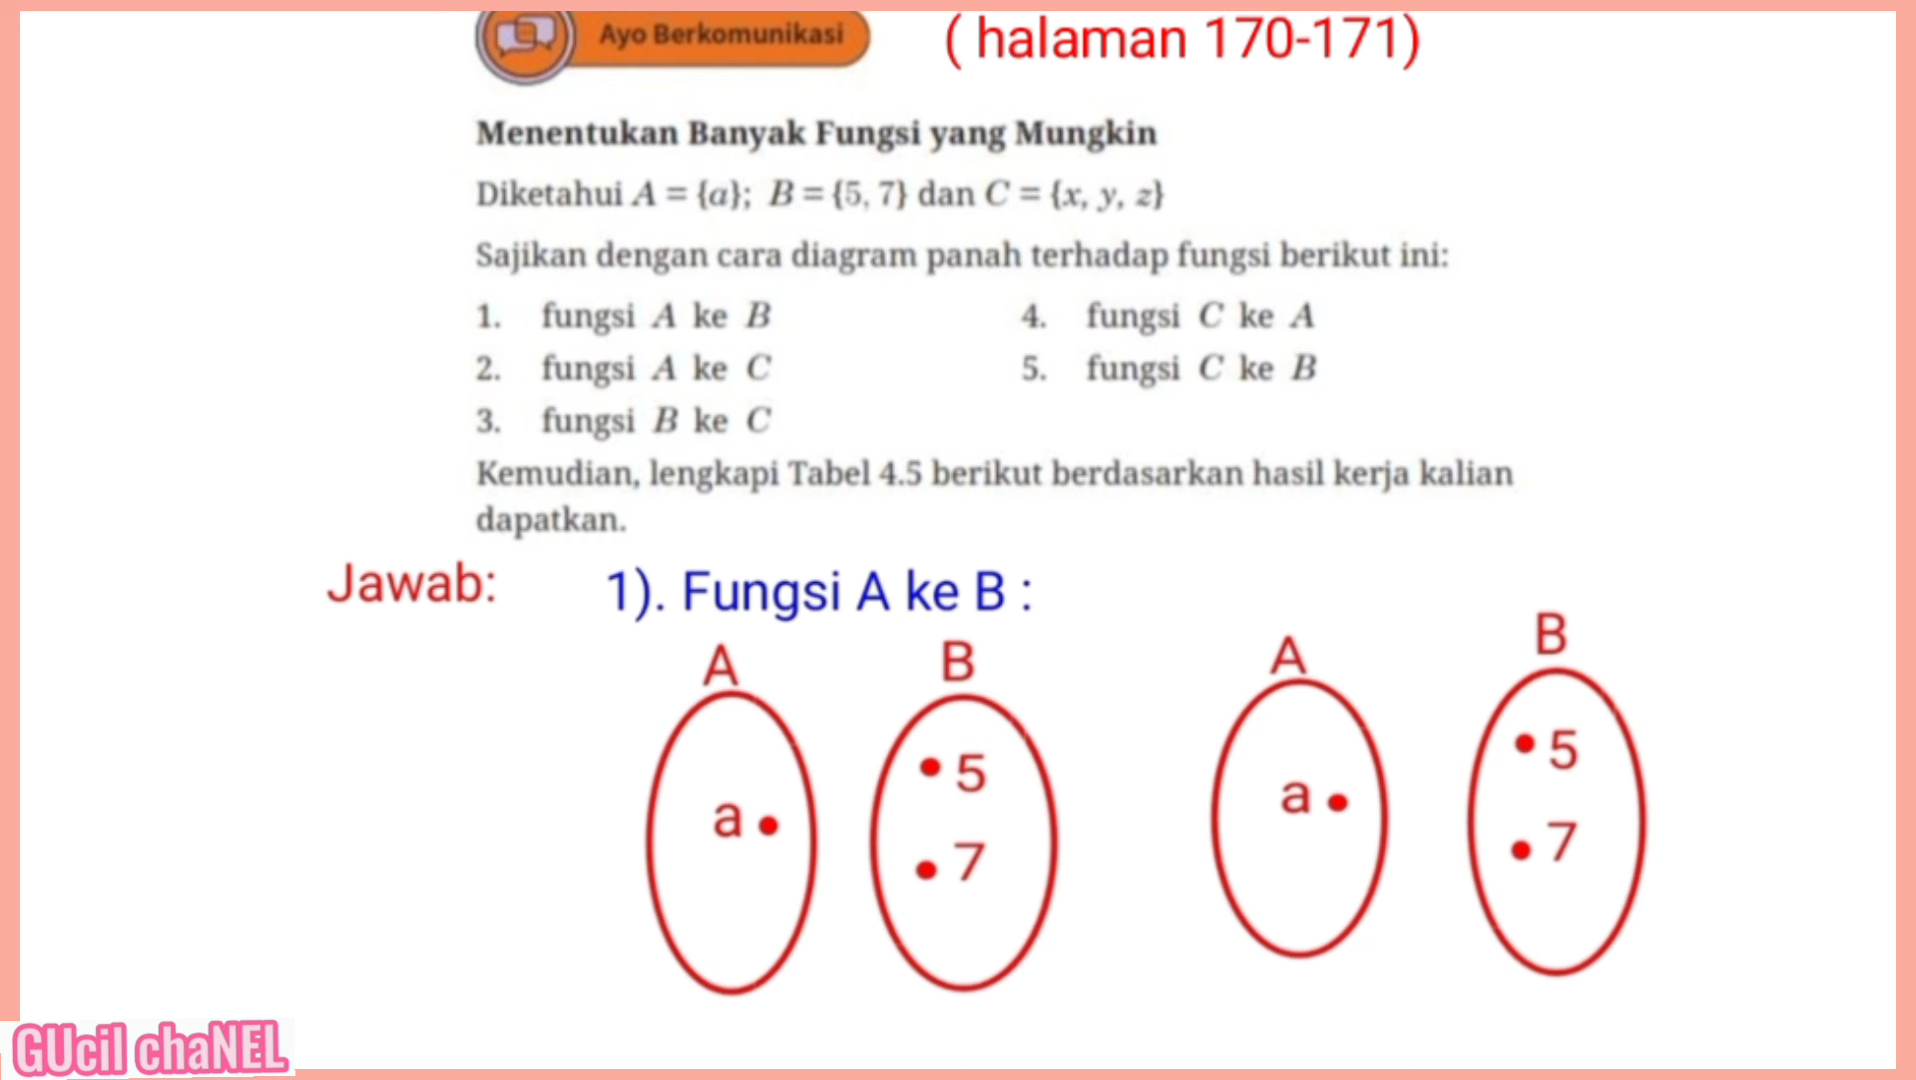 Ayo Berkomunikasi
( halaman 170-171)
Menentukan Banyak Fungsi yang Mungkin
Diketahui A = {a}; B = {5, 7} dan C = {x, y, z}
Sajikan dengan cara diagram panah terhadap fungsi berikut ini:
1. fungsi A ke B
2. fungsi A ke C
3. fungsi B ke C
4. fungsi C ke A
5. fungsi C ke B
Kemudian, lengkapi Tabel 4.5 berikut berdasarkan hasil kerja kalian
dapatkan.
Jawab: 1). Fungsi A ke B :
A B A B
a • • 5 • 7
a • • 5 • 7
GUcil chaNEL